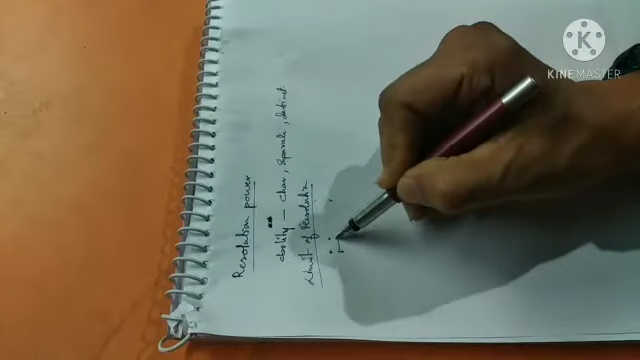 Resolution power
ability — clear, separate, distinct
Limit of Resolution
KINEMASTER